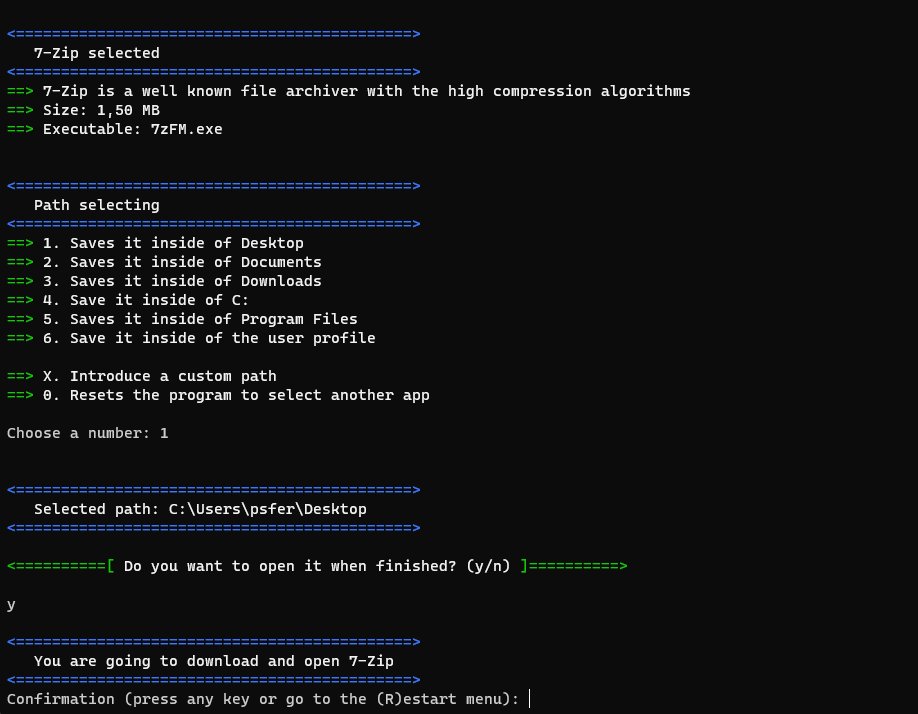 <============================================>
7-Zip selected
<============================================>
==> 7-Zip is a well known file archiver with the high compression algorithms
==> Size: 1,50 MB
==> Executable: 7zFM.exe
<============================================>
Path selecting
<============================================>
==> 1. Saves it inside of Desktop
==> 2. Saves it inside of Documents
==> 3. Saves it inside of Downloads
==> 4. Save it inside of C:
==> 5. Saves it inside of Program Files
==> 6. Save it inside of the user profile
==> X. Introduce a custom path
==> 0. Resets the program to select another app
Choose a number: 1
<============================================>
Selected path: C:\Users\psfer\Desktop
<============================================>
<==========[ Do you want to open it when finished? (y/n) ]==========>
y
<============================================>
You are going to download and open 7-Zip
<============================================>
Confirmation (press any key or go to the (R)estart menu):